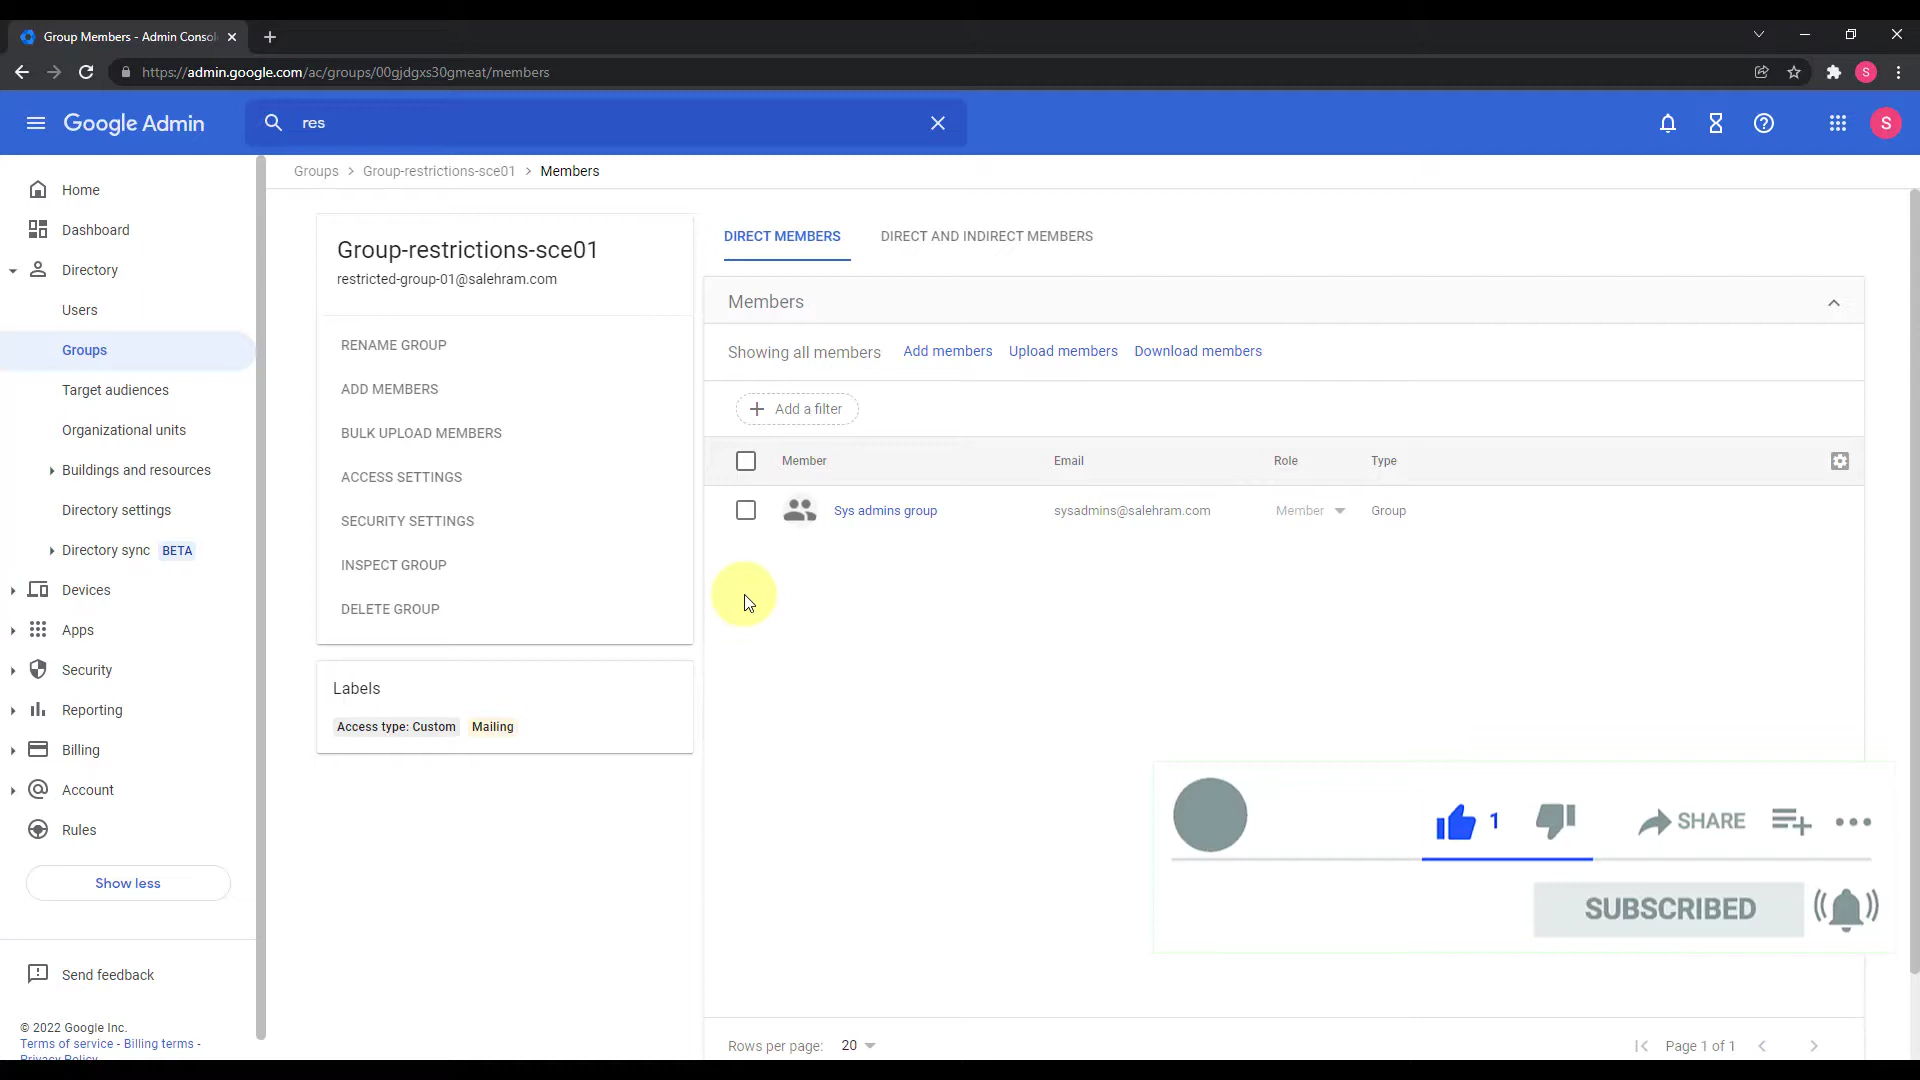 Group Members - Admin Consol
https://admin.google.com/ac/groups/00gjdgxs30gmeat/members
S
Google Admin
res
S
Home
Dashboard
Directory
Users
Groups
Target audiences
Organizational units
Buildings and resources
Directory settings
Directory sync BETA
Devices
Apps
Security
Reporting
Billing
Account
Rules
Show less
Send feedback
© 2022 Google Inc.
Terms of service - Billing terms -
Privacy Policy
Groups > Group-restrictions-sce01 > Members
Group-restrictions-sce01
restricted-group-01@salehram.com
RENAME GROUP
ADD MEMBERS
BULK UPLOAD MEMBERS
ACCESS SETTINGS
SECURITY SETTINGS
INSPECT GROUP
DELETE GROUP
Labels
Access type: Custom Mailing
DIRECT MEMBERS DIRECT AND INDIRECT MEMBERS
Members
Showing all members Add members Upload members Download members
Add a filter
Member Email Role Type
Sys admins group sysadmins@salehram.com Member Group
1 SHARE
SUBSCRIBED
Rows per page: 20 Page 1 of 1